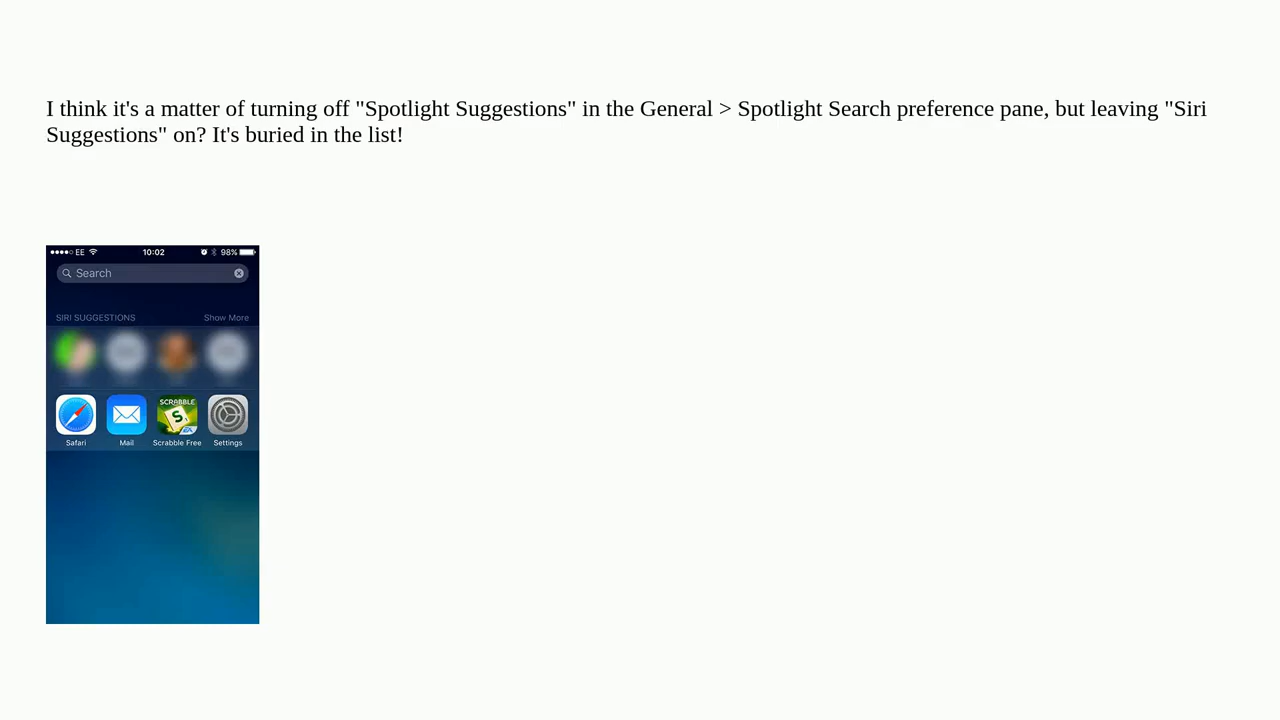 I think it's a matter of turning off "Spotlight Suggestions" in the General > Spotlight Search preference pane, but leaving "Siri
Suggestions" on? It's buried in the list!
EE 10:02 98%
Search
SIRI SUGGESTIONS Show More
SCRABBLE
S
EA
Safari Mail Scrabble Free Settings